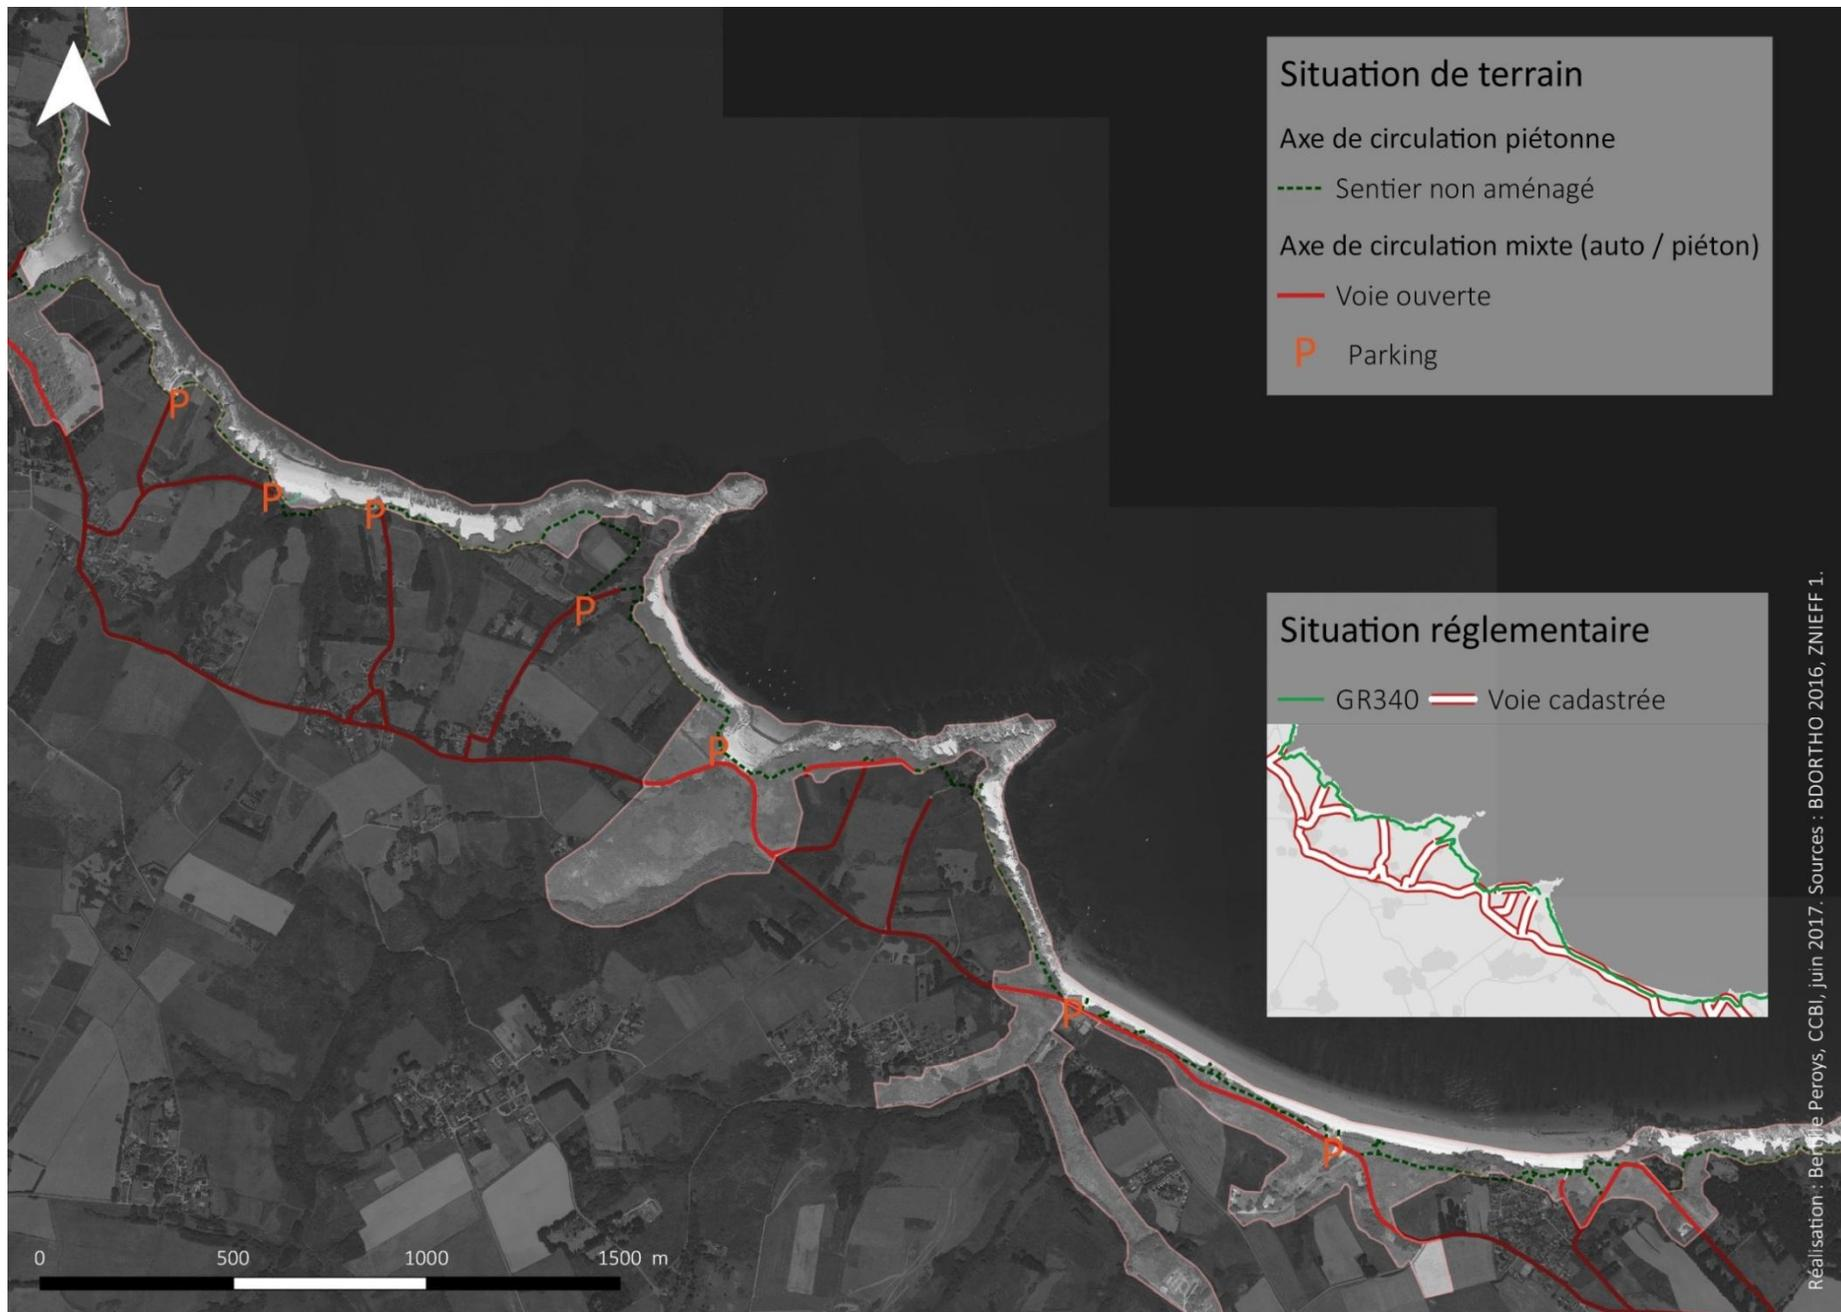 Situation de terrain
Axe de circulation piétonne
Sentier non aménagé
Axe de circulation mixte (auto / piéton)
Voie ouverte
P Parking
P
P
P
P
P
P
P
Situation réglementaire
GR340 Voie cadastrée
0 500 1000 1500 m
Réalisation : Peroys, CCBI, juin 2017. Sources : BDORTHO 2016, ZNIEFF 1.